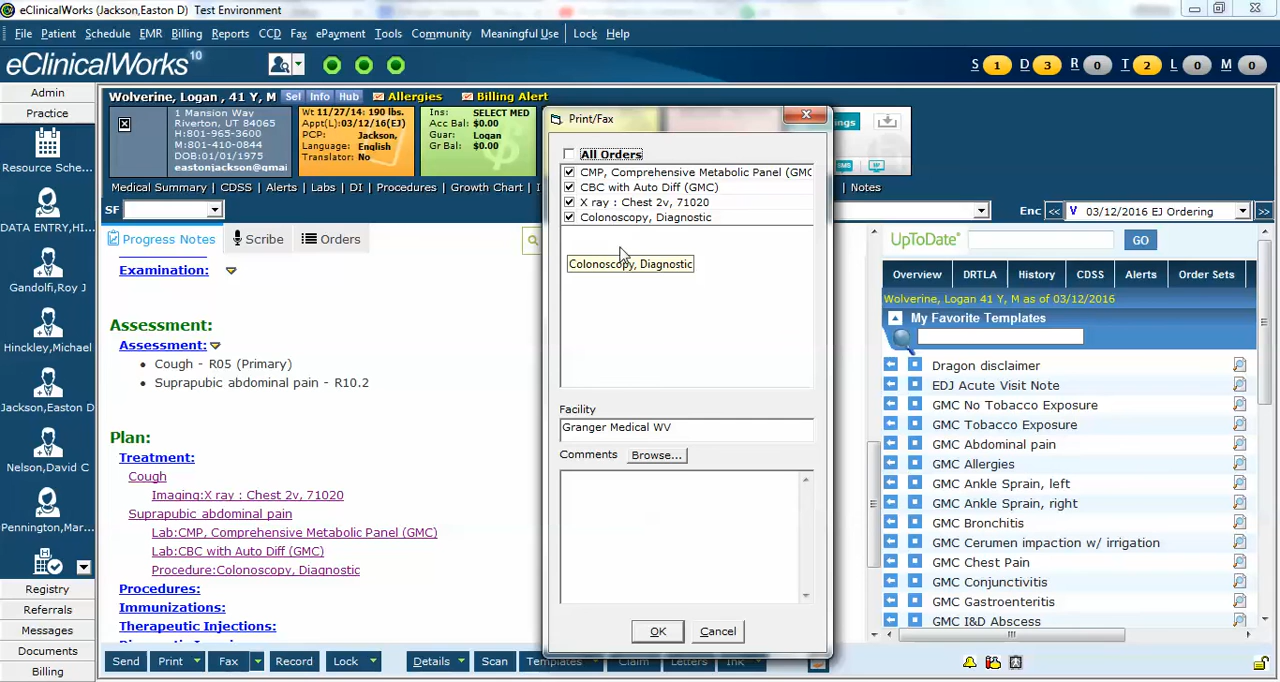 eClinicalWorks (Jackson,Easton D) Test Environment
File Patient Schedule EMR Billing Reports CCD Fax ePayment Tools Community Meaningful Use Lock Help
eClinicalWorks 10
S 1 D 3 R 0 T 2 L 0 M 0
Admin
Practice
Resource Sche...
DATA ENTRY,HI...
Gandolfi,Roy J
Hinckley,Michael
Jackson,Easton D
Nelson,David C
Pennington,Mar...
Registry
Referrals
Messages
Documents
Billing
Wolverine, Logan , 41 Y, M Sel Info Hub Allergies Billing Alert
1 Mansion Way
Riverton, UT 84065
H:801-965-3600
W:801-410-0844
DOB:01/01/1975
eastonjackson@gmai
Wt 11/27/14: 190 lbs.
Appt(L):03/12/16(EJ)
PCP: Jackson,
Language: English
Translator: No
Ins: SELECT MED
Acc Bal: $0.00
Guar: Logan
Gr Bal: $0.00
ings
SMS
Medical Summary CDSS Alerts Labs DI Procedures Growth Chart Notes
SF
Enc << V 03/12/2016 EJ Ordering >>
Progress Notes Scribe Orders
Examination:
Assessment:
Assessment:
Cough - R05 (Primary)
Suprapubic abdominal pain - R10.2
Plan:
Treatment:
Cough
Imaging:X ray : Chest 2v, 71020
Suprapubic abdominal pain
Lab:CMP, Comprehensive Metabolic Panel (GMC)
Lab:CBC with Auto Diff (GMC)
Procedure:Colonoscopy, Diagnostic
Procedures:
Immunizations:
Therapeutic Injections:
Send Print Fax Record Lock Details Scan Templates Claim Letters Ink
Print/Fax
All Orders
CMP, Comprehensive Metabolic Panel (GMC
CBC with Auto Diff (GMC)
X ray : Chest 2v, 71020
Colonoscopy, Diagnostic
Colonoscopy, Diagnostic
Facility
Granger Medical WV
Comments Browse...
OK Cancel
UpToDate GO
Overview DRTLA History CDSS Alerts Order Sets
Wolverine, Logan 41 Y, M as of 03/12/2016
My Favorite Templates
Dragon disclaimer
EDJ Acute Visit Note
GMC No Tobacco Exposure
GMC Tobacco Exposure
GMC Abdominal pain
GMC Allergies
GMC Ankle Sprain, left
GMC Ankle Sprain, right
GMC Bronchitis
GMC Cerumen impaction w/ irrigation
GMC Chest Pain
GMC Conjunctivitis
GMC Gastroenteritis
GMC I&D Abscess